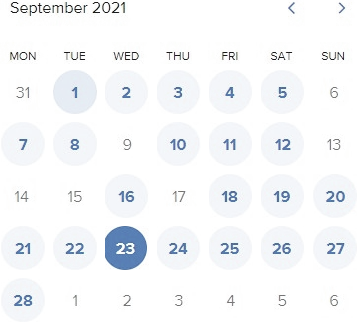 September 2021
MON TUE WED THU FRI SAT SUN
31 1 2 3 4 5 6
7 8 9 10 11 12 13
14 15 16 17 18 19 20
21 22 23 24 25 26 27
28 1 2 3 4 5 6